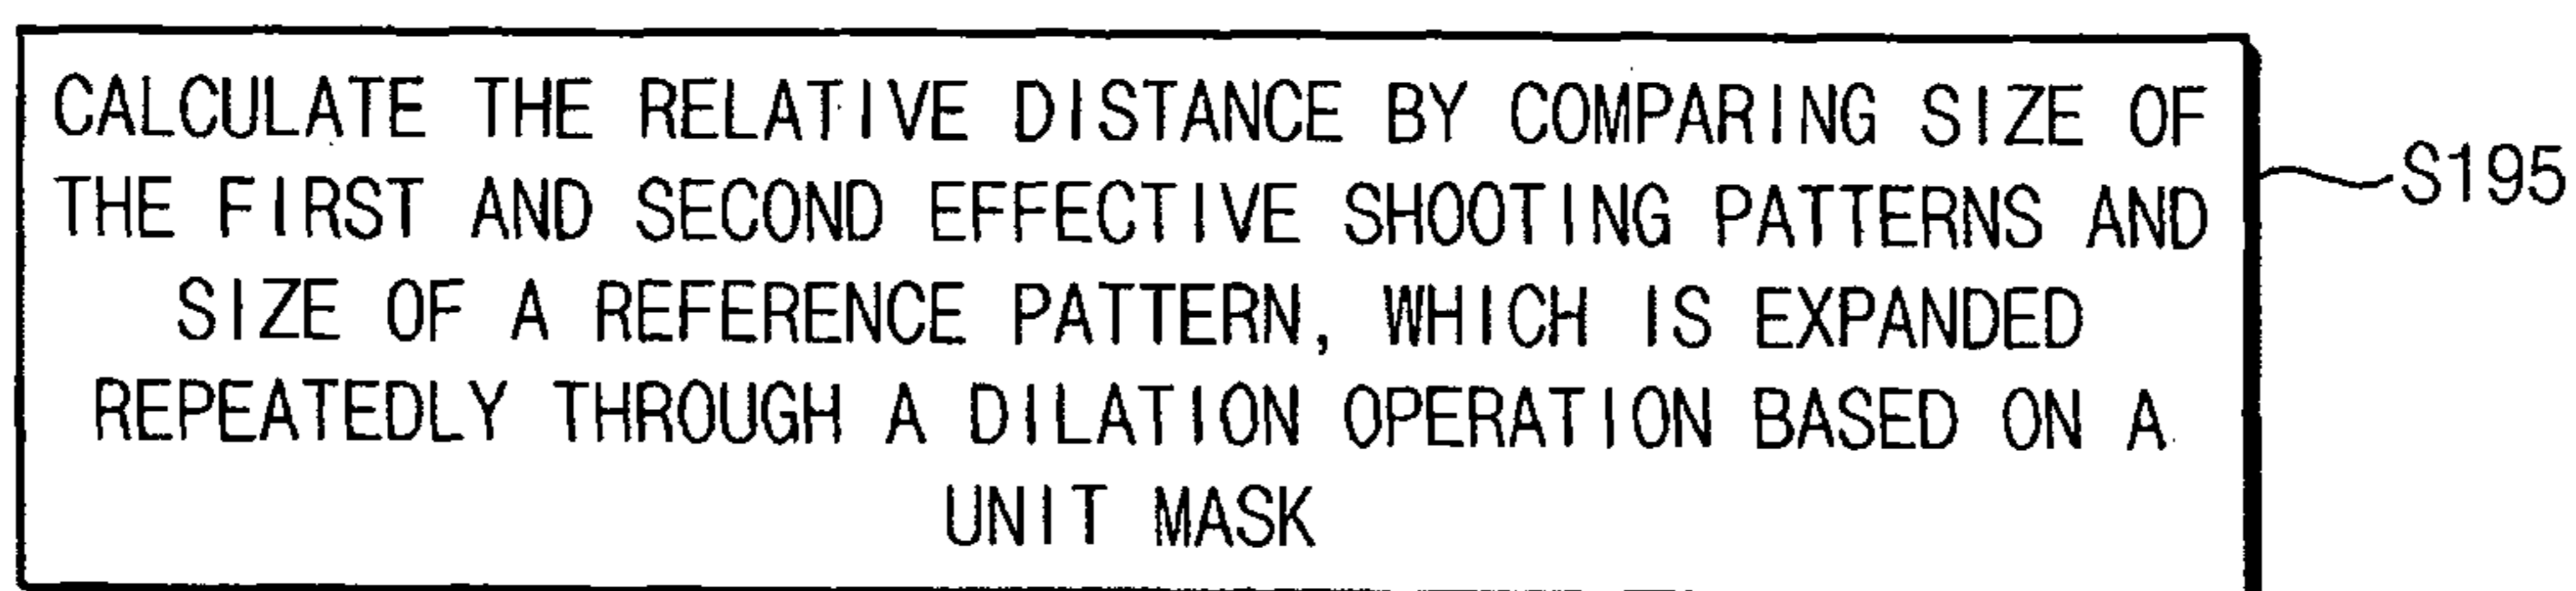 CALCULATE THE RELATIVE DISTANCE BY COMPARING SIZE OF
THE FIRST AND SECOND EFFECTIVE SHOOTING PATTERNS AND
SIZE OF A REFERENCE PATTERN, WHICH IS EXPANDED
REPEATEDLY THROUGH A DILATION OPERATION BASED ON A
UNIT MASK
S195